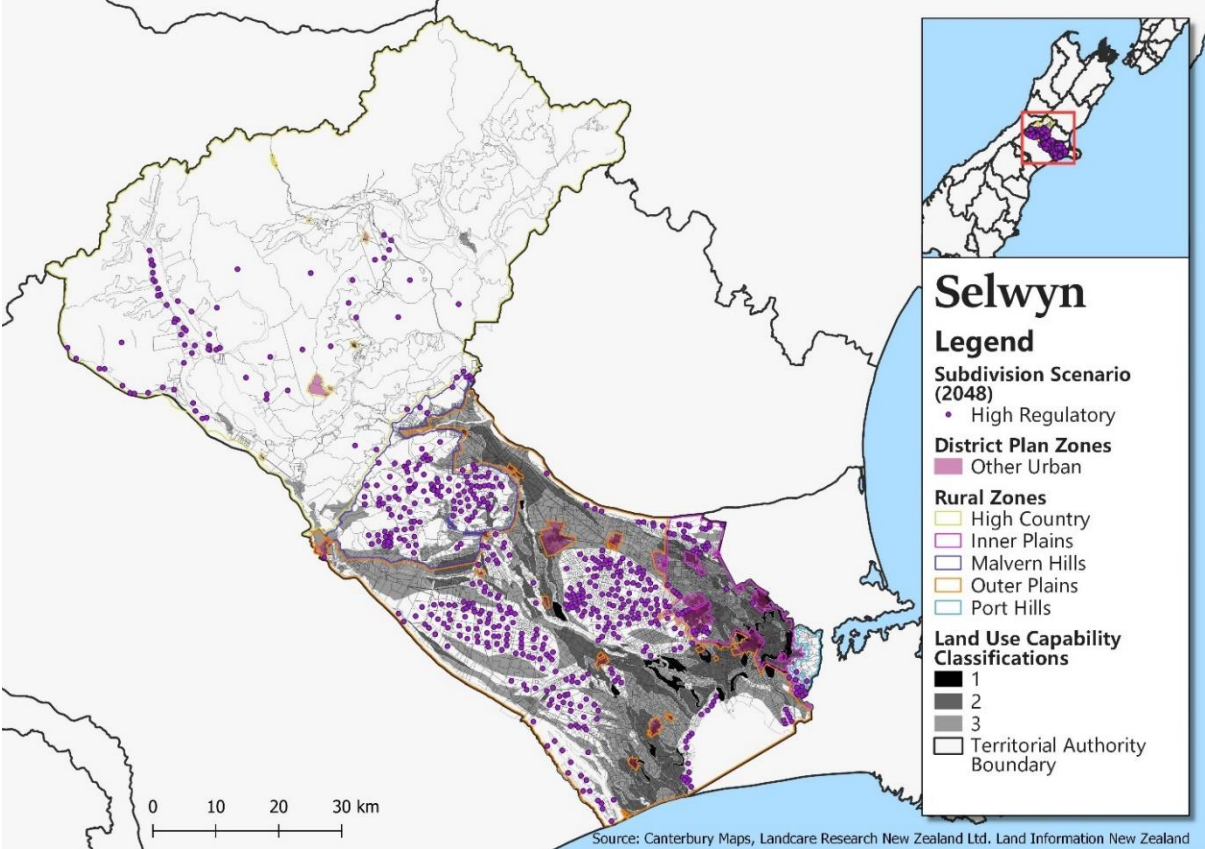 Selwyn
Legend
Subdivision Scenario
(2048)
High Regulatory
District Plan Zones
Other Urban
Rural Zones
High Country
Inner Plains
Malvern Hills
Outer Plains
Port Hills
Land Use Capability
Classifications
1
2
3
Territorial Authority
Boundary
0 10 20 30 km
Source: Canterbury Maps, Landcare Research New Zealand Ltd. Land Information New Zealand